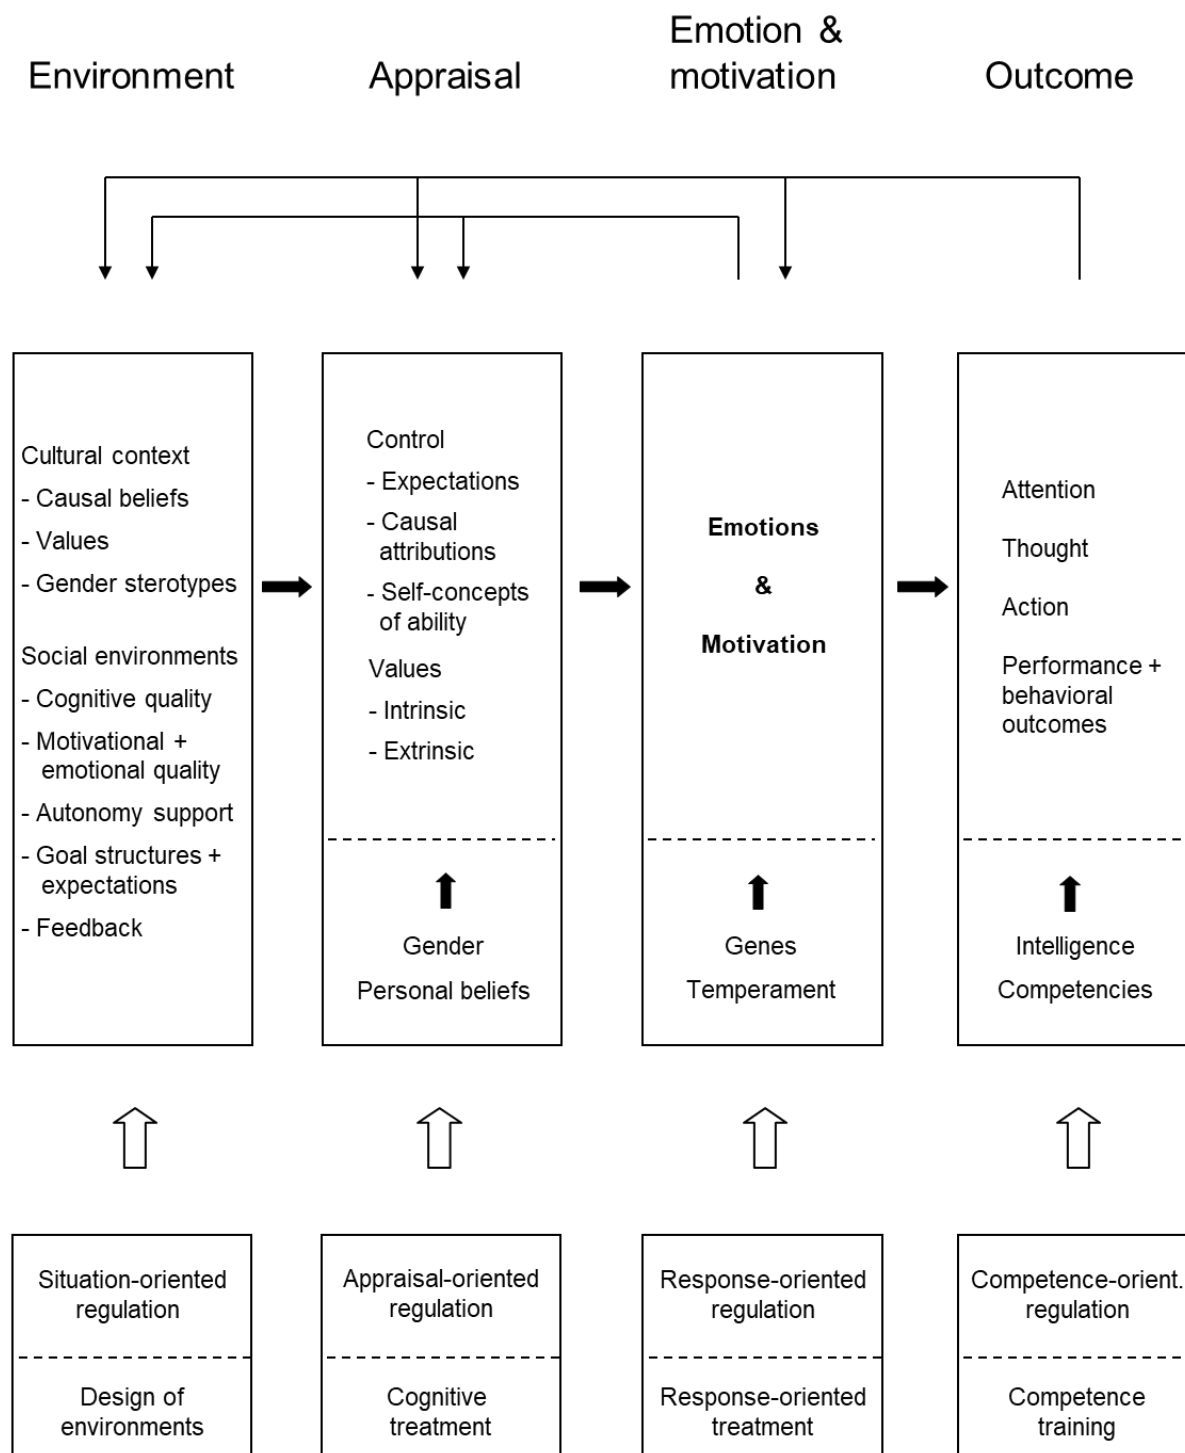 Environment
Appraisal
Emotion &
motivation
Outcome
Cultural context
- Causal beliefs
- Values
- Gender sterotypes
Social environments
- Cognitive quality
- Motivational +
emotional quality
- Autonomy support
- Goal structures +
expectations
- Feedback
Control
- Expectations
- Causal
attributions
- Self-concepts
of ability
Values
- Intrinsic
- Extrinsic
Gender
Personal beliefs
Emotions
&
Motivation
Genes
Temperament
Attention
Thought
Action
Performance +
behavioral
outcomes
Intelligence
Competencies
Situation-oriented
regulation
Design of
environments
Appraisal-oriented
regulation
Cognitive
treatment
Response-oriented
regulation
Response-oriented
treatment
Competence-orient.
regulation
Competence
training